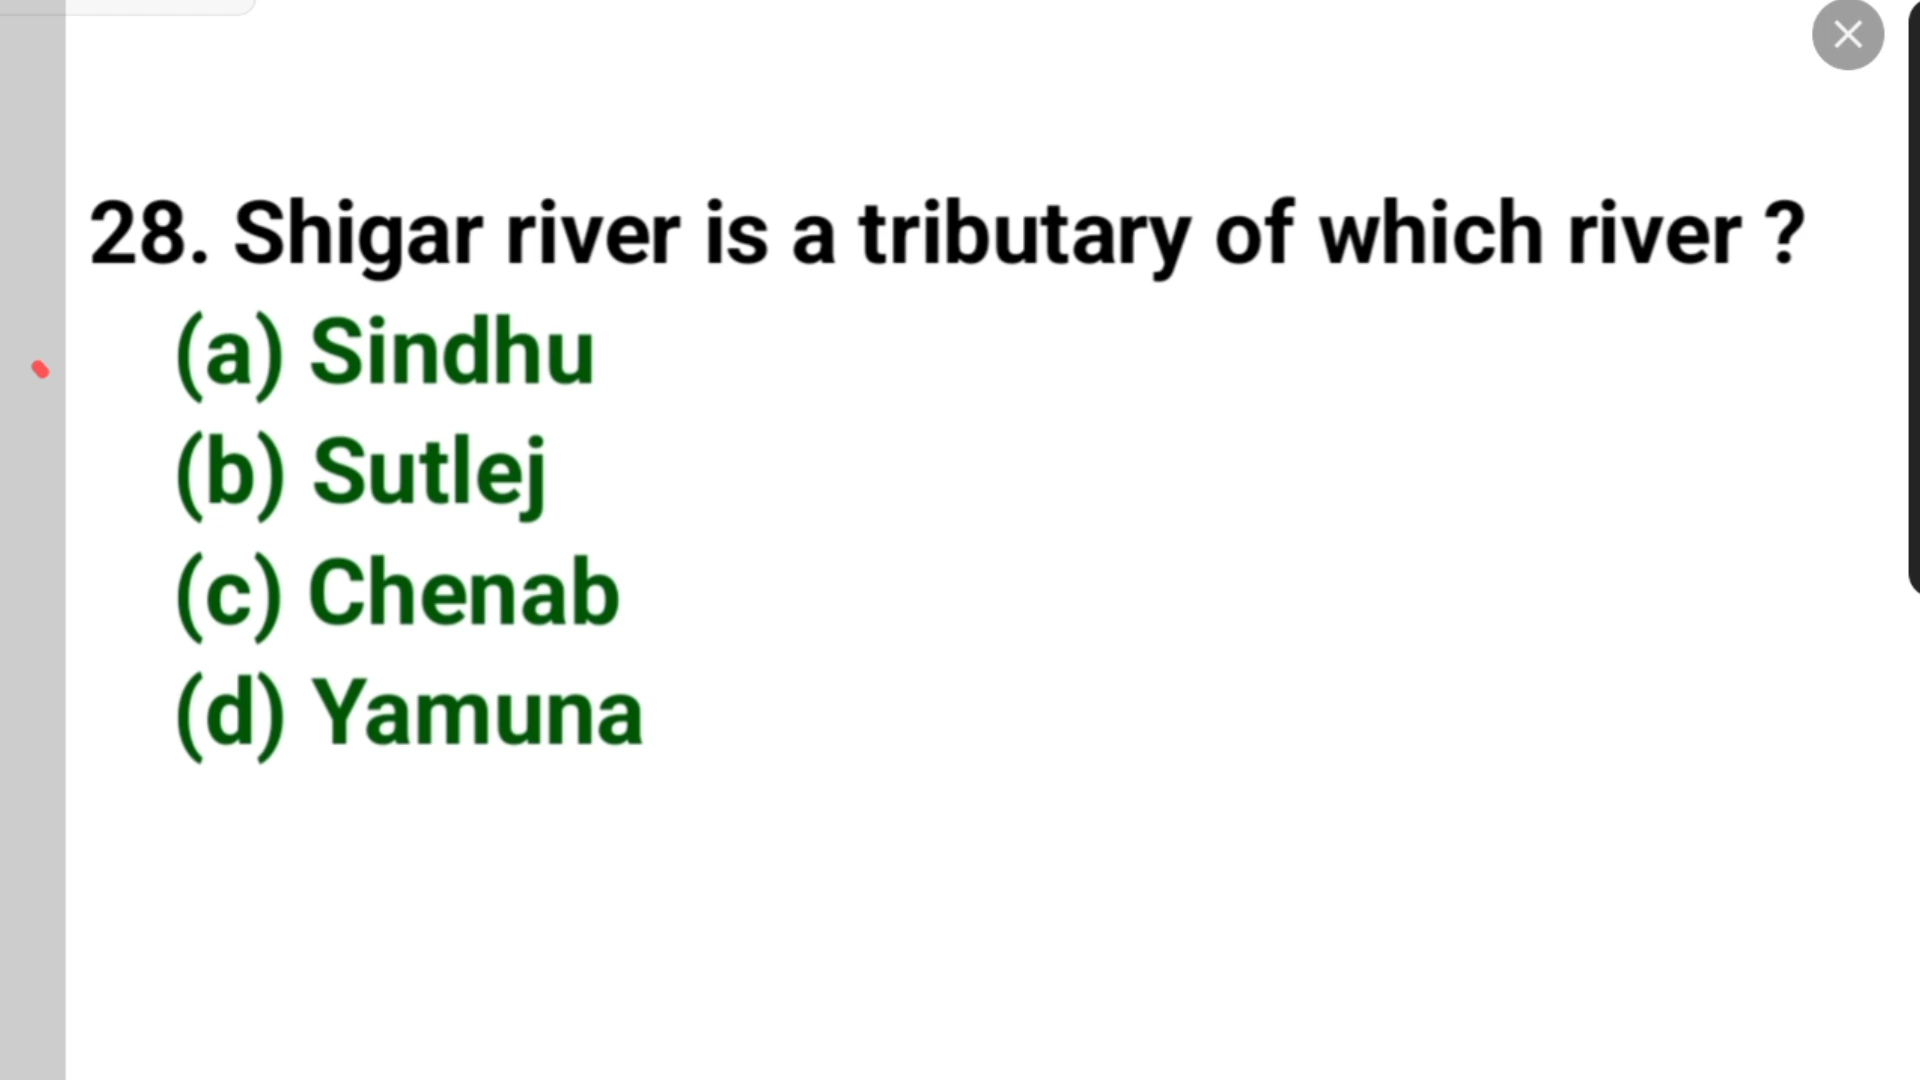 28. Shigar river is a tributary of which river ?
(a) Sindhu
(b) Sutlej
(c) Chenab
(d) Yamuna